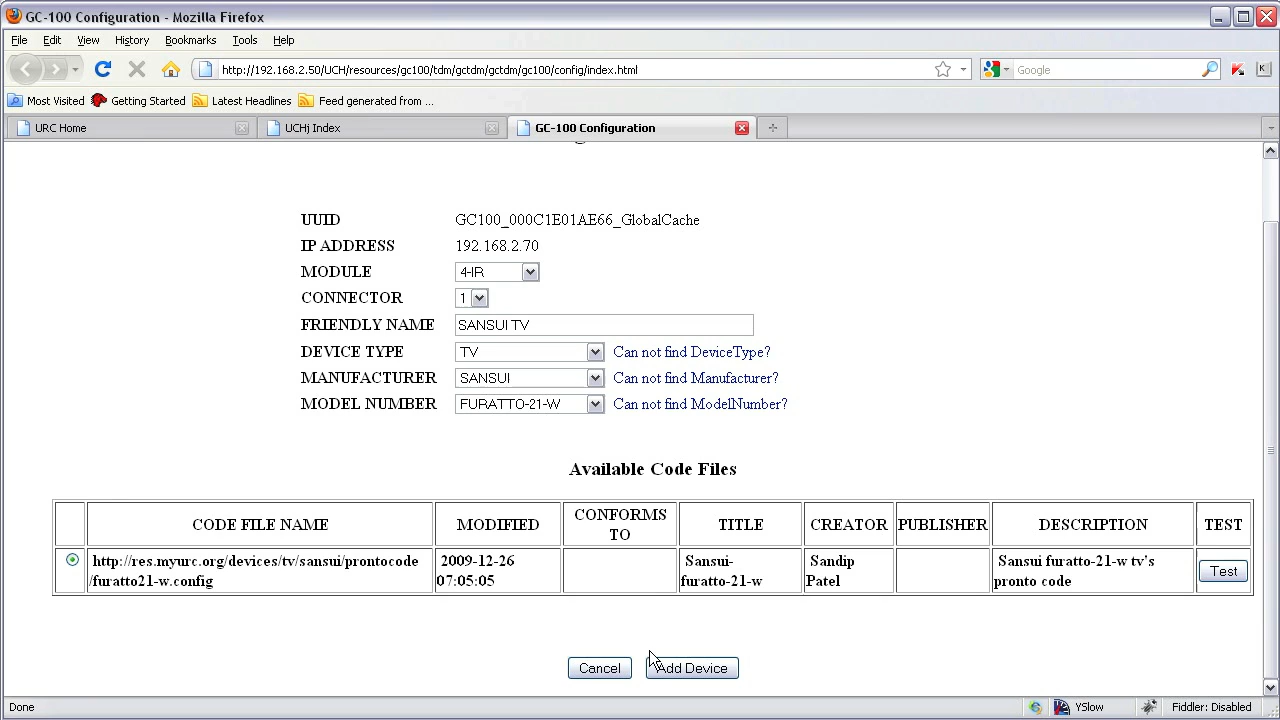 GC-100 Configuration - Mozilla Firefox
File Edit View History Bookmarks Tools Help
http://192.168.2.50/UCH/resources/gc100/tdm/gctdm/gctdm/gc100/config/index.html
Google
Most Visited Getting Started Latest Headlines Feed generated from ...
URC Home UCHj Index GC-100 Configuration
UUID GC100_000C1E01AE66_GlobalCache
IP ADDRESS 192.168.2.70
MODULE 4-IR
CONNECTOR 1
FRIENDLY NAME SANSUI TV
DEVICE TYPE TV Can not find DeviceType?
MANUFACTURER SANSUI Can not find Manufacturer?
MODEL NUMBER FURATTO-21-W Can not find ModelNumber?
Available Code Files
CODE FILE NAME MODIFIED CONFORMS TO TITLE CREATOR PUBLISHER DESCRIPTION TEST
http://res.myurc.org/devices/tv/sansui/prontocode 2009-12-26 Sansui- Sandip Sansui furatto-21-w tv's Test
/furatto21-w.config 07:05:05 furatto-21-w Patel pronto code
Cancel Add Device
Done YSlow Fiddler: Disabled